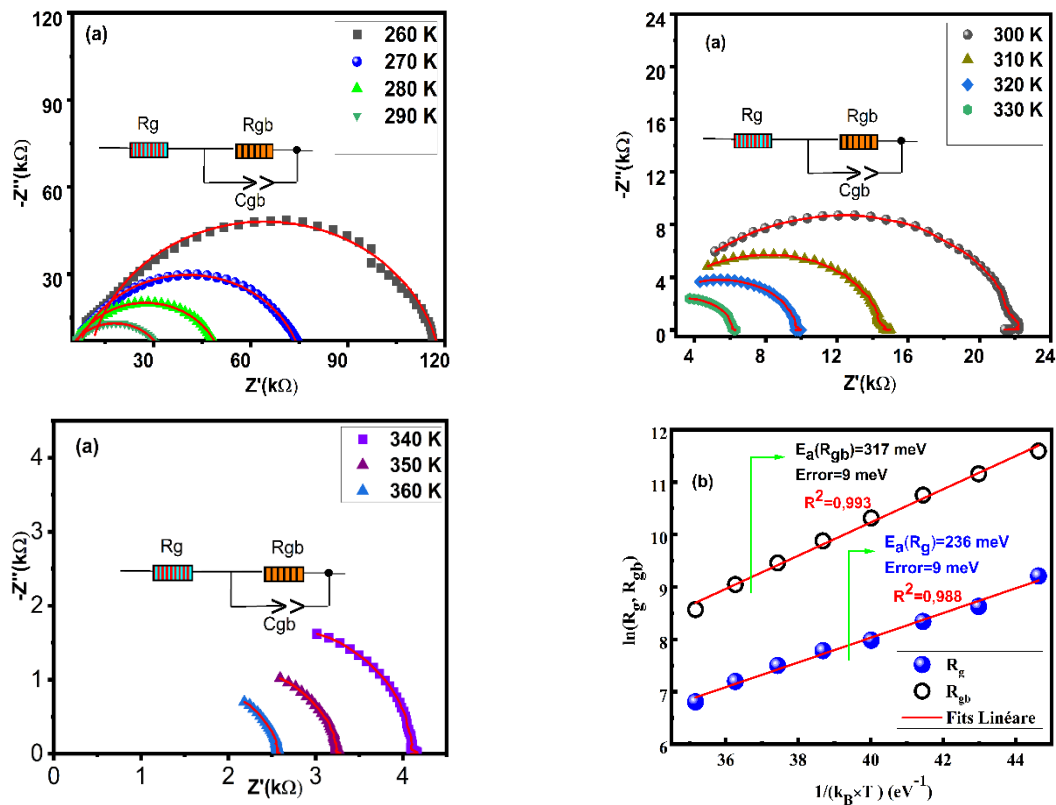 (a)
260 K
270 K
280 K
290 K
Rg
Rgb
Cgb
-Z''(kΩ)
120
90
60
30
30
60
90
120
Z'(kΩ)
(a)
300 K
310 K
320 K
330 K
Rg
Rgb
Cgb
-Z''(kΩ)
24
20
16
12
8
4
0
4
8
12
16
20
24
Z'(kΩ)
(a)
340 K
350 K
360 K
Rg
Rgb
Cgb
-Z''(kΩ)
4
3
2
1
0
0
1
2
3
4
Z'(kΩ)
(b)
Ea(Rgb)=317 meV
Error=9 meV
R²=0,993
Ea(Rg)=236 meV
Error=9 meV
R²=0,988
Rg
Rgb
Fits Linéare
ln(Rg, Rgb)
12
11
10
9
8
7
6
36
38
40
42
44
1/(kB×T ) (eV⁻¹)